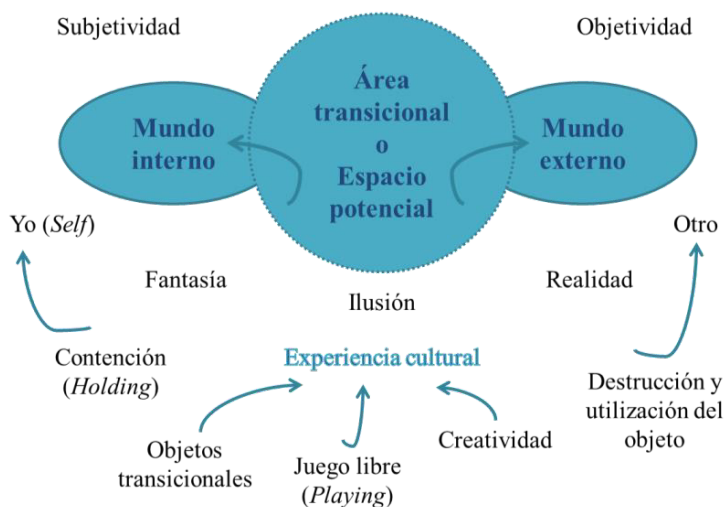 Subjetividad
Objetividad
Área
transicional
o
Espacio
potencial
Mundo
interno
Mundo
externo
Yo (Self)
Otro
Fantasía
Ilusión
Realidad
Contención
(Holding)
Experiencia cultural
Destrucción y
utilización del
objeto
Objetos
transicionales
Juego libre
(Playing)
Creatividad